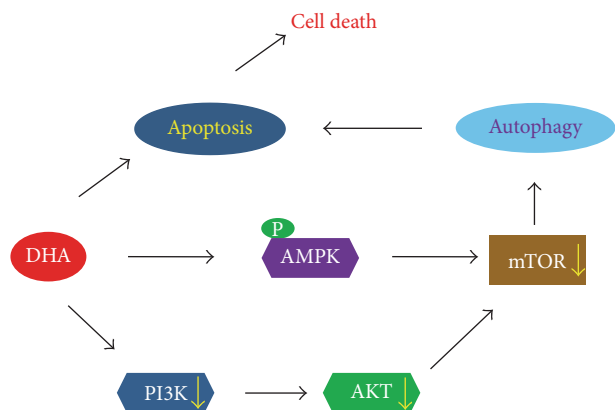 Cell death
Apoptosis
Autophagy
P
DHA
AMPK
mTOR
PI3K
AKT